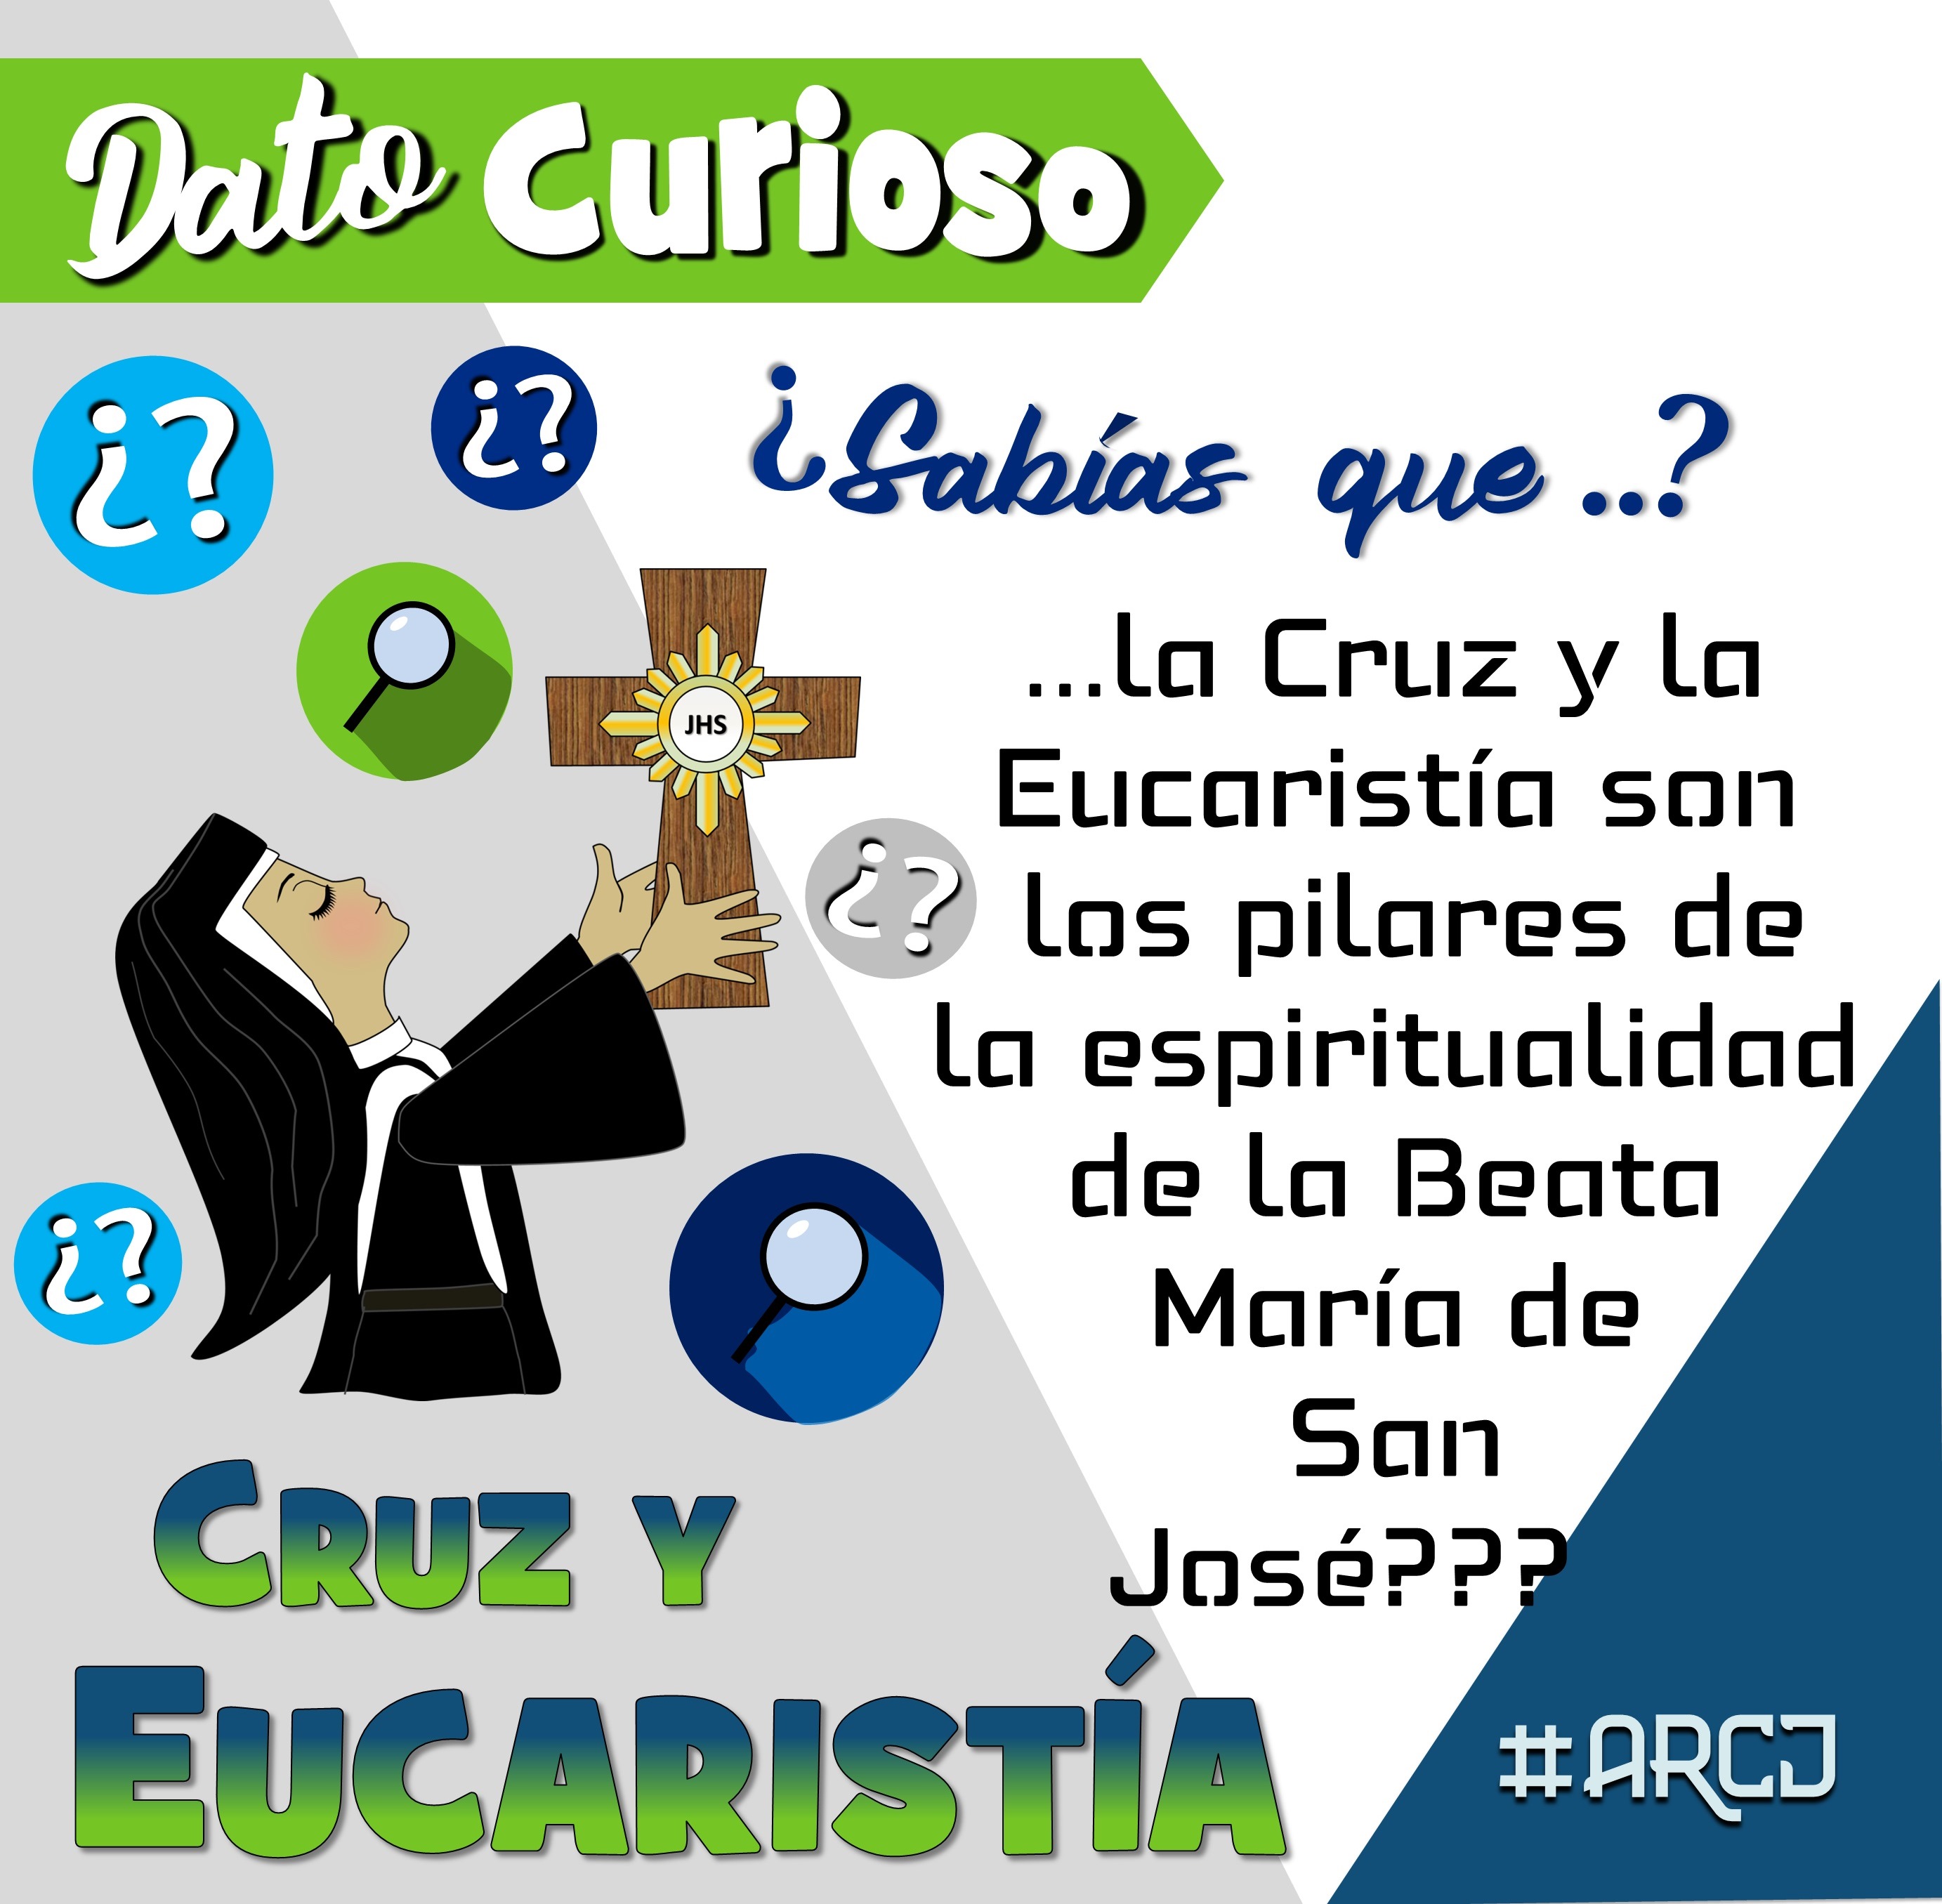 Dato Curioso
¿?
¿?
¿Sabías que...?
JHS
¿?
¿?
...la Cruz y la
Eucaristía son
los pilares de
la espiritualidad
de la Beata
María de
San
José???
CRUZ Y
EUCARISTÍA
#ARCJ